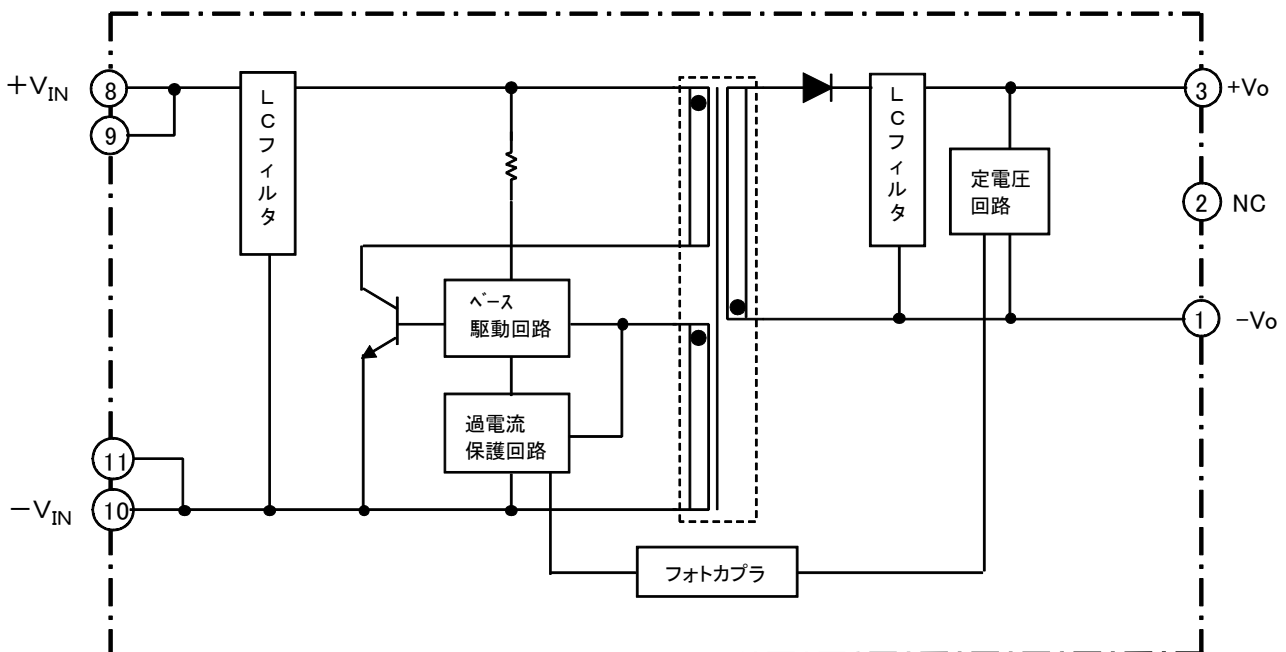 +VIN
8
9
LCフィルタ
LCフィルタ
3
+Vo
定電圧
回路
2
NC
ベース
駆動回路
1
-Vo
過電流
保護回路
11
-VIN
10
フォトカプラ